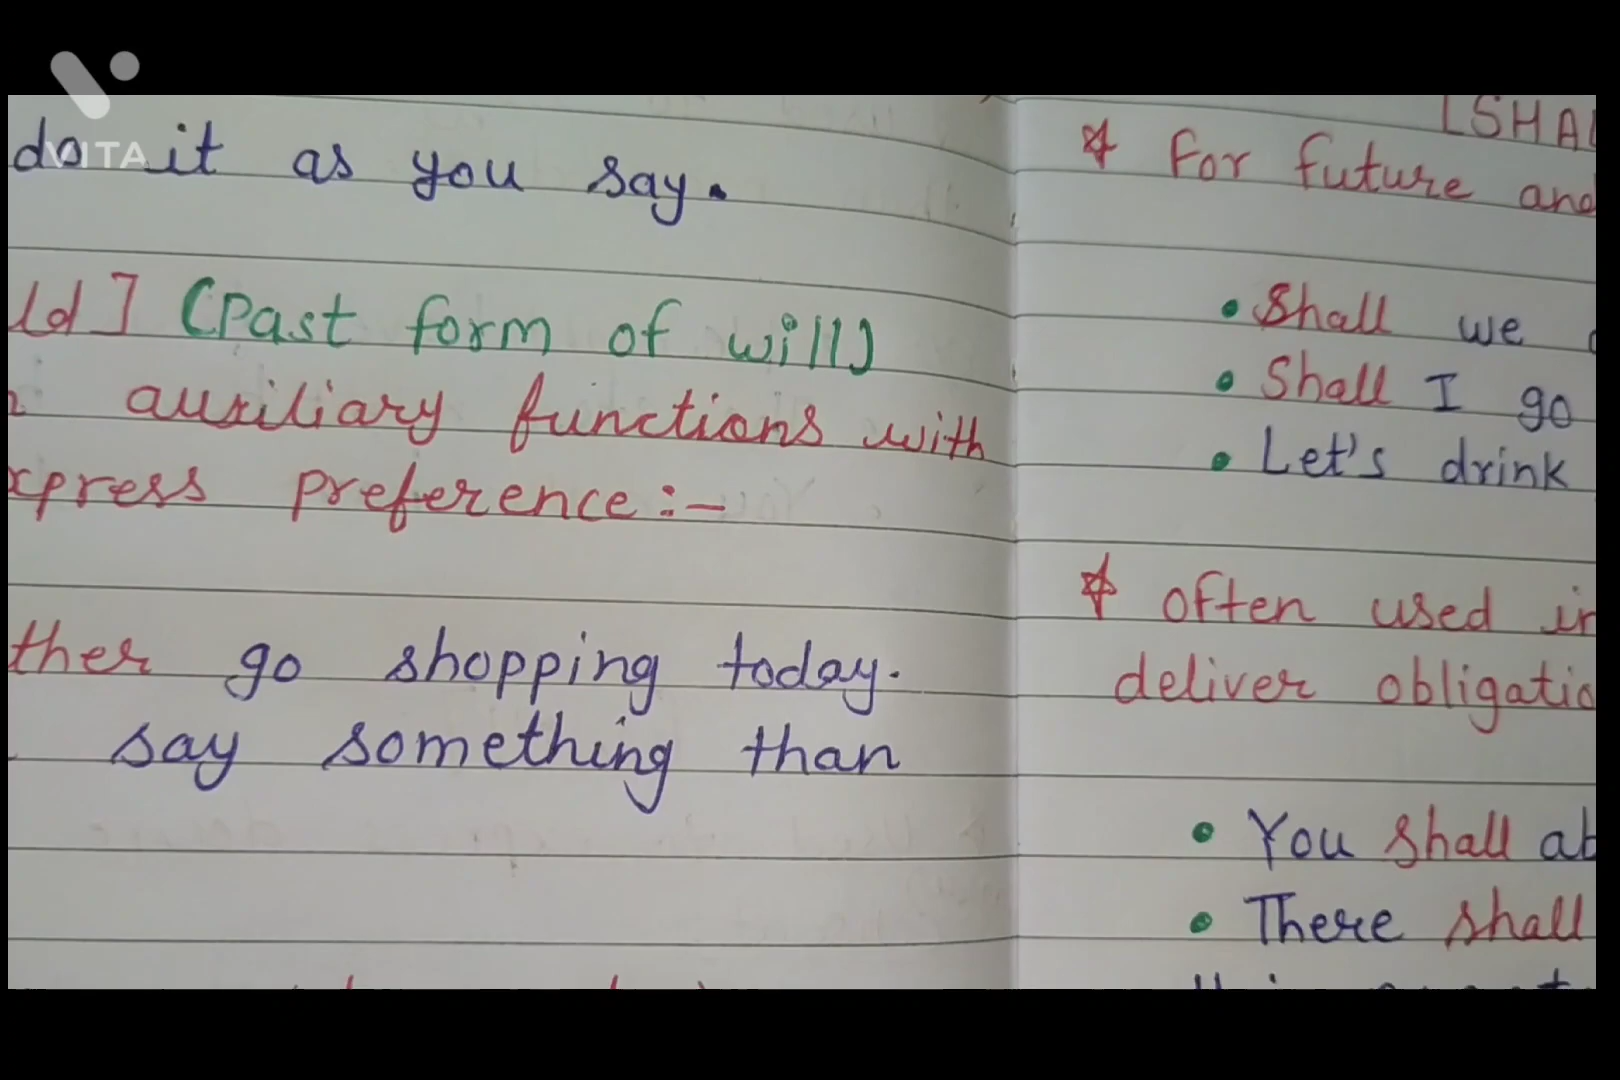 VITA
do it as you say.
ld] (Past form of will)
auxiliary functions with
xpress preference :-
ther go shopping today.
say something than
[SHAL
* For future and
• Shall we
• Shall I go
• Let's drink
* often used in
deliver obligatio
• You shall ab
• There shall